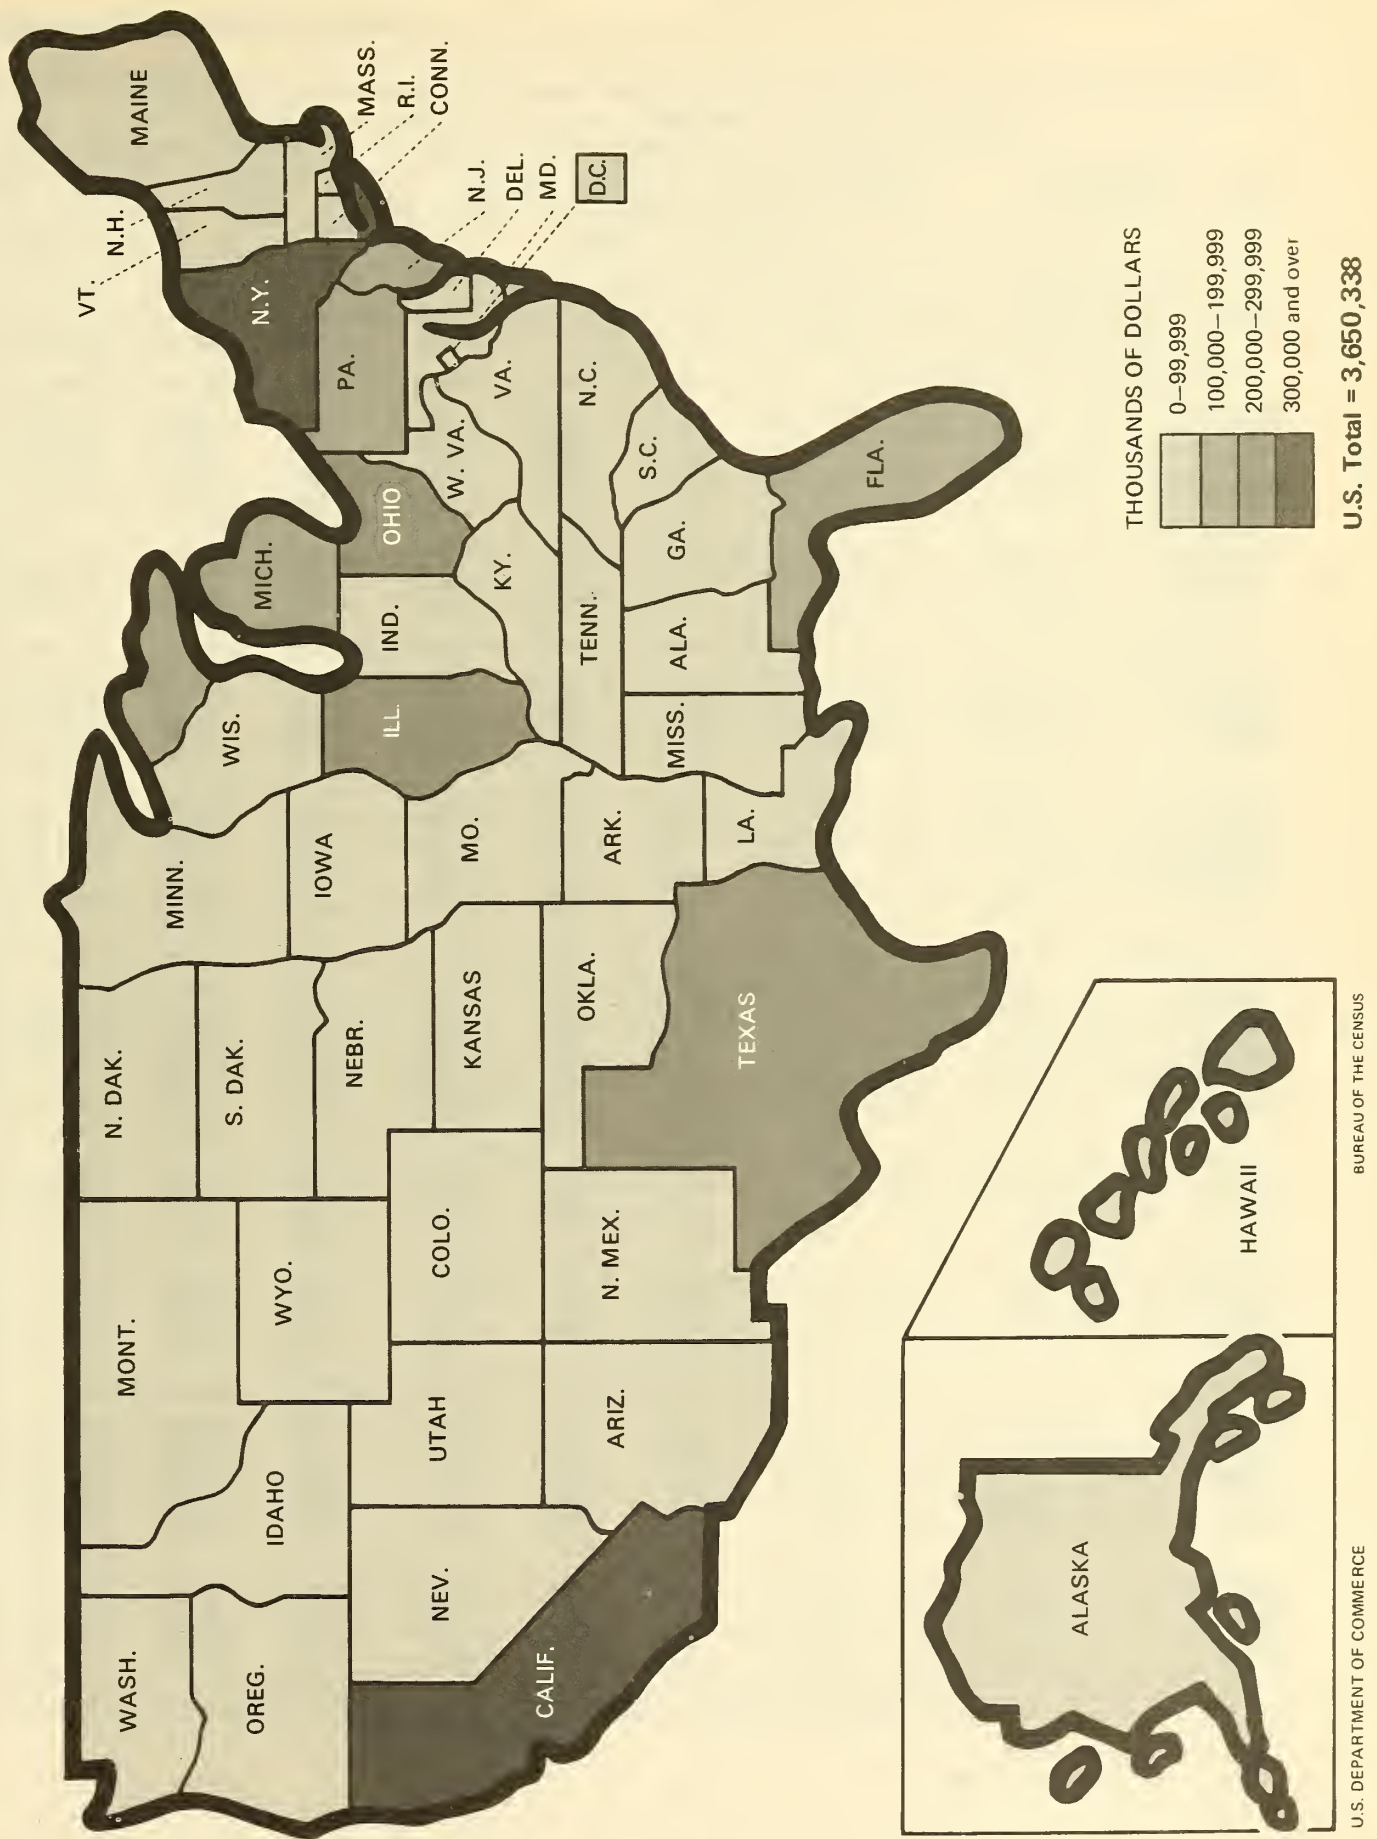 WASH.
OREG.
CALIF.
NEV.
IDAHO
MONT.
WYO.
UTAH
ARIZ.
COLO.
N. MEX.
N. DAK.
S. DAK.
NEBR.
KANSAS
OKLA.
TEXAS
MINN.
IOWA
MO.
ARK.
LA.
WIS.
ILL.
MISS.
MICH.
IND.
KY.
TENN.
ALA.
OHIO
W. VA.
VA.
N.C.
S.C.
GA.
FLA.
PA.
N.Y.
VT.
N.H.
MAINE
MASS.
R.I.
CONN.
N.J.
DEL.
MD.
D.C.
ALASKA
HAWAII
THOUSANDS OF DOLLARS
0–99,999
100,000–199,999
200,000–299,999
300,000 and over
U.S. Total = 3,650,338
U.S. DEPARTMENT OF COMMERCE
BUREAU OF THE CENSUS